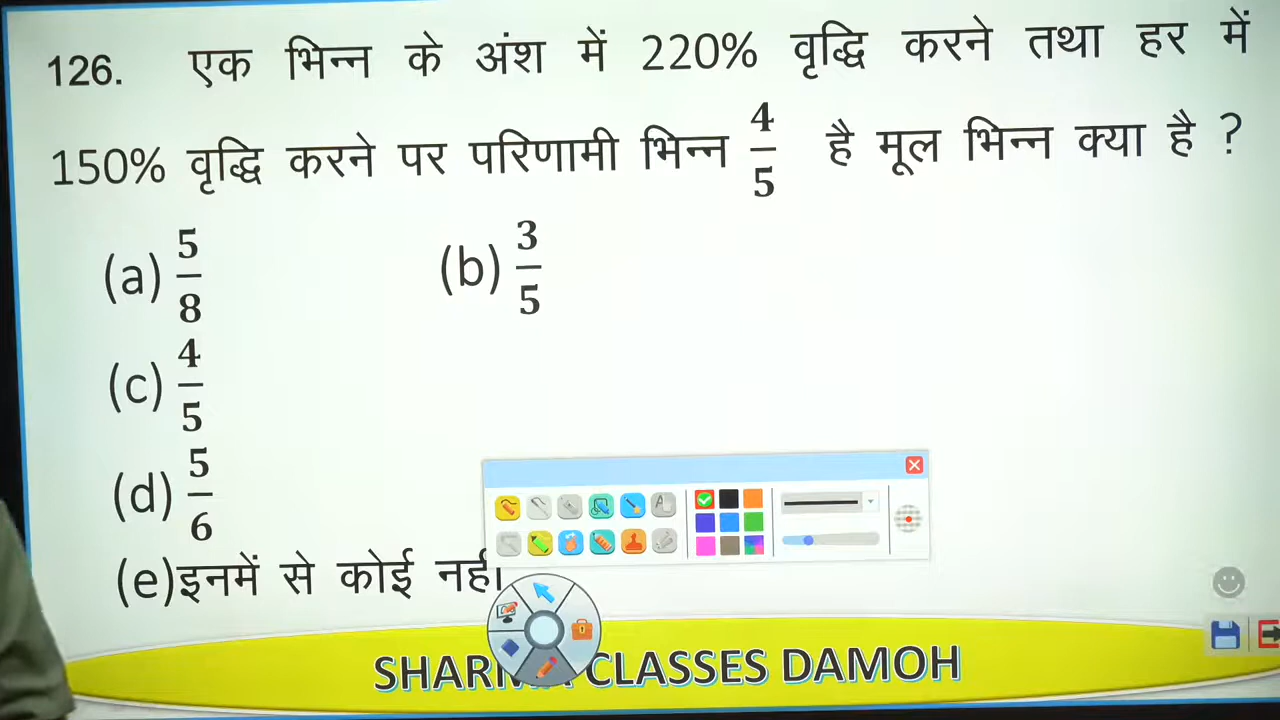 126. एक भिन्न के अंश में 220% वृद्धि करने तथा हर में
150% वृद्धि करने पर परिणामी भिन्न 4/5 है मूल भिन्न क्या है ?
(a) 5/8 (b) 3/5
(c) 4/5
(d) 5/6
(e)इनमें से कोई नहीं
SHARMA CLASSES DAMOH